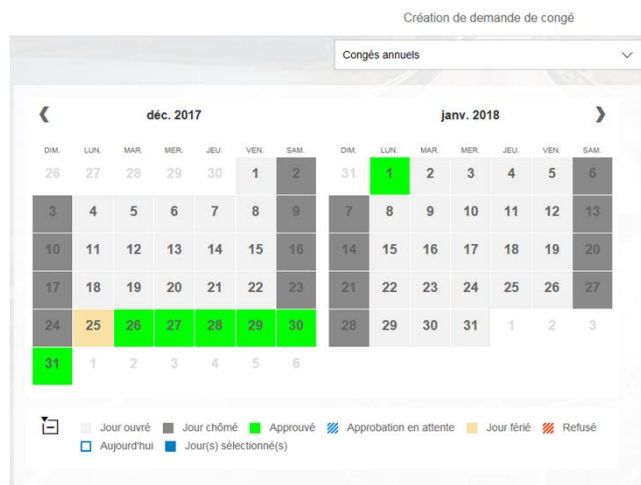 Création de demande de congé
Congés annuels
déc. 2017
DIM. LUN. MAR. MER. JEU. VEN. SAM.
26 27 28 29 30 1 2
3 4 5 6 7 8 9
10 11 12 13 14 15 16
17 18 19 20 21 22 23
24 25 26 27 28 29 30
31 1 2 3 4 5 6
janv. 2018
DIM. LUN. MAR. MER. JEU. VEN. SAM.
31 1 2 3 4 5 6
7 8 9 10 11 12 13
14 15 16 17 18 19 20
21 22 23 24 25 26 27
28 29 30 31 1 2 3
Jour ouvré Jour chômé Approuvé Approbation en attente Jour férié Refusé
Aujourd'hui Jour(s) sélectionné(s)